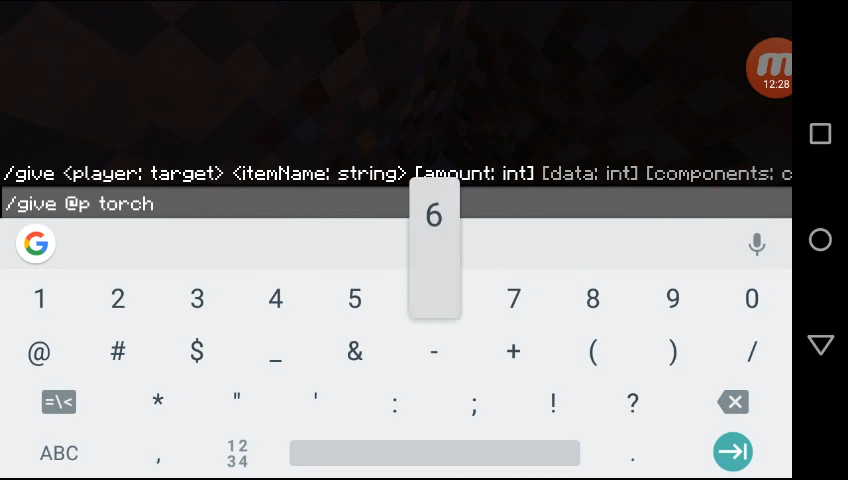 12:28
/give <player: target> <itemName: string> [amount: int] [data: int] [components: c
/give @p torch
6
1 2 3 4 5 7 8 9 0
@ # $ _ & - + ( ) /
=\< * " ' : ; ! ?
ABC , 12 34 .